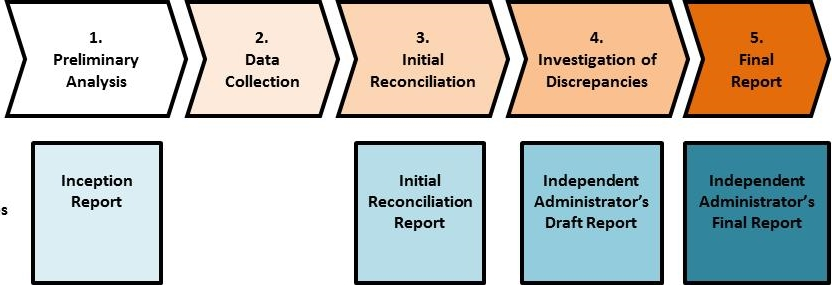 1.
Preliminary
Analysis
2.
Data
Collection
3.
Initial
Reconciliation
4.
Investigation of
Discrepancies
5.
Final
Report
Inception
Report
Initial
Reconciliation
Report
Independent
Administrator's
Draft Report
Independent
Administrator's
Final Report